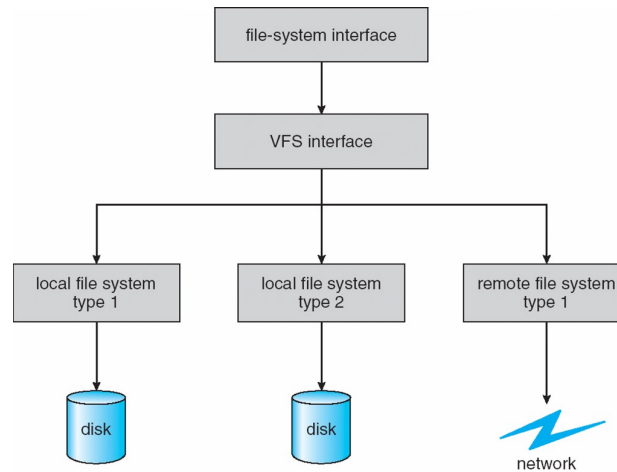 file-system interface
VFS interface
local file system
type 1
local file system
type 2
remote file system
type 1
disk
disk
network